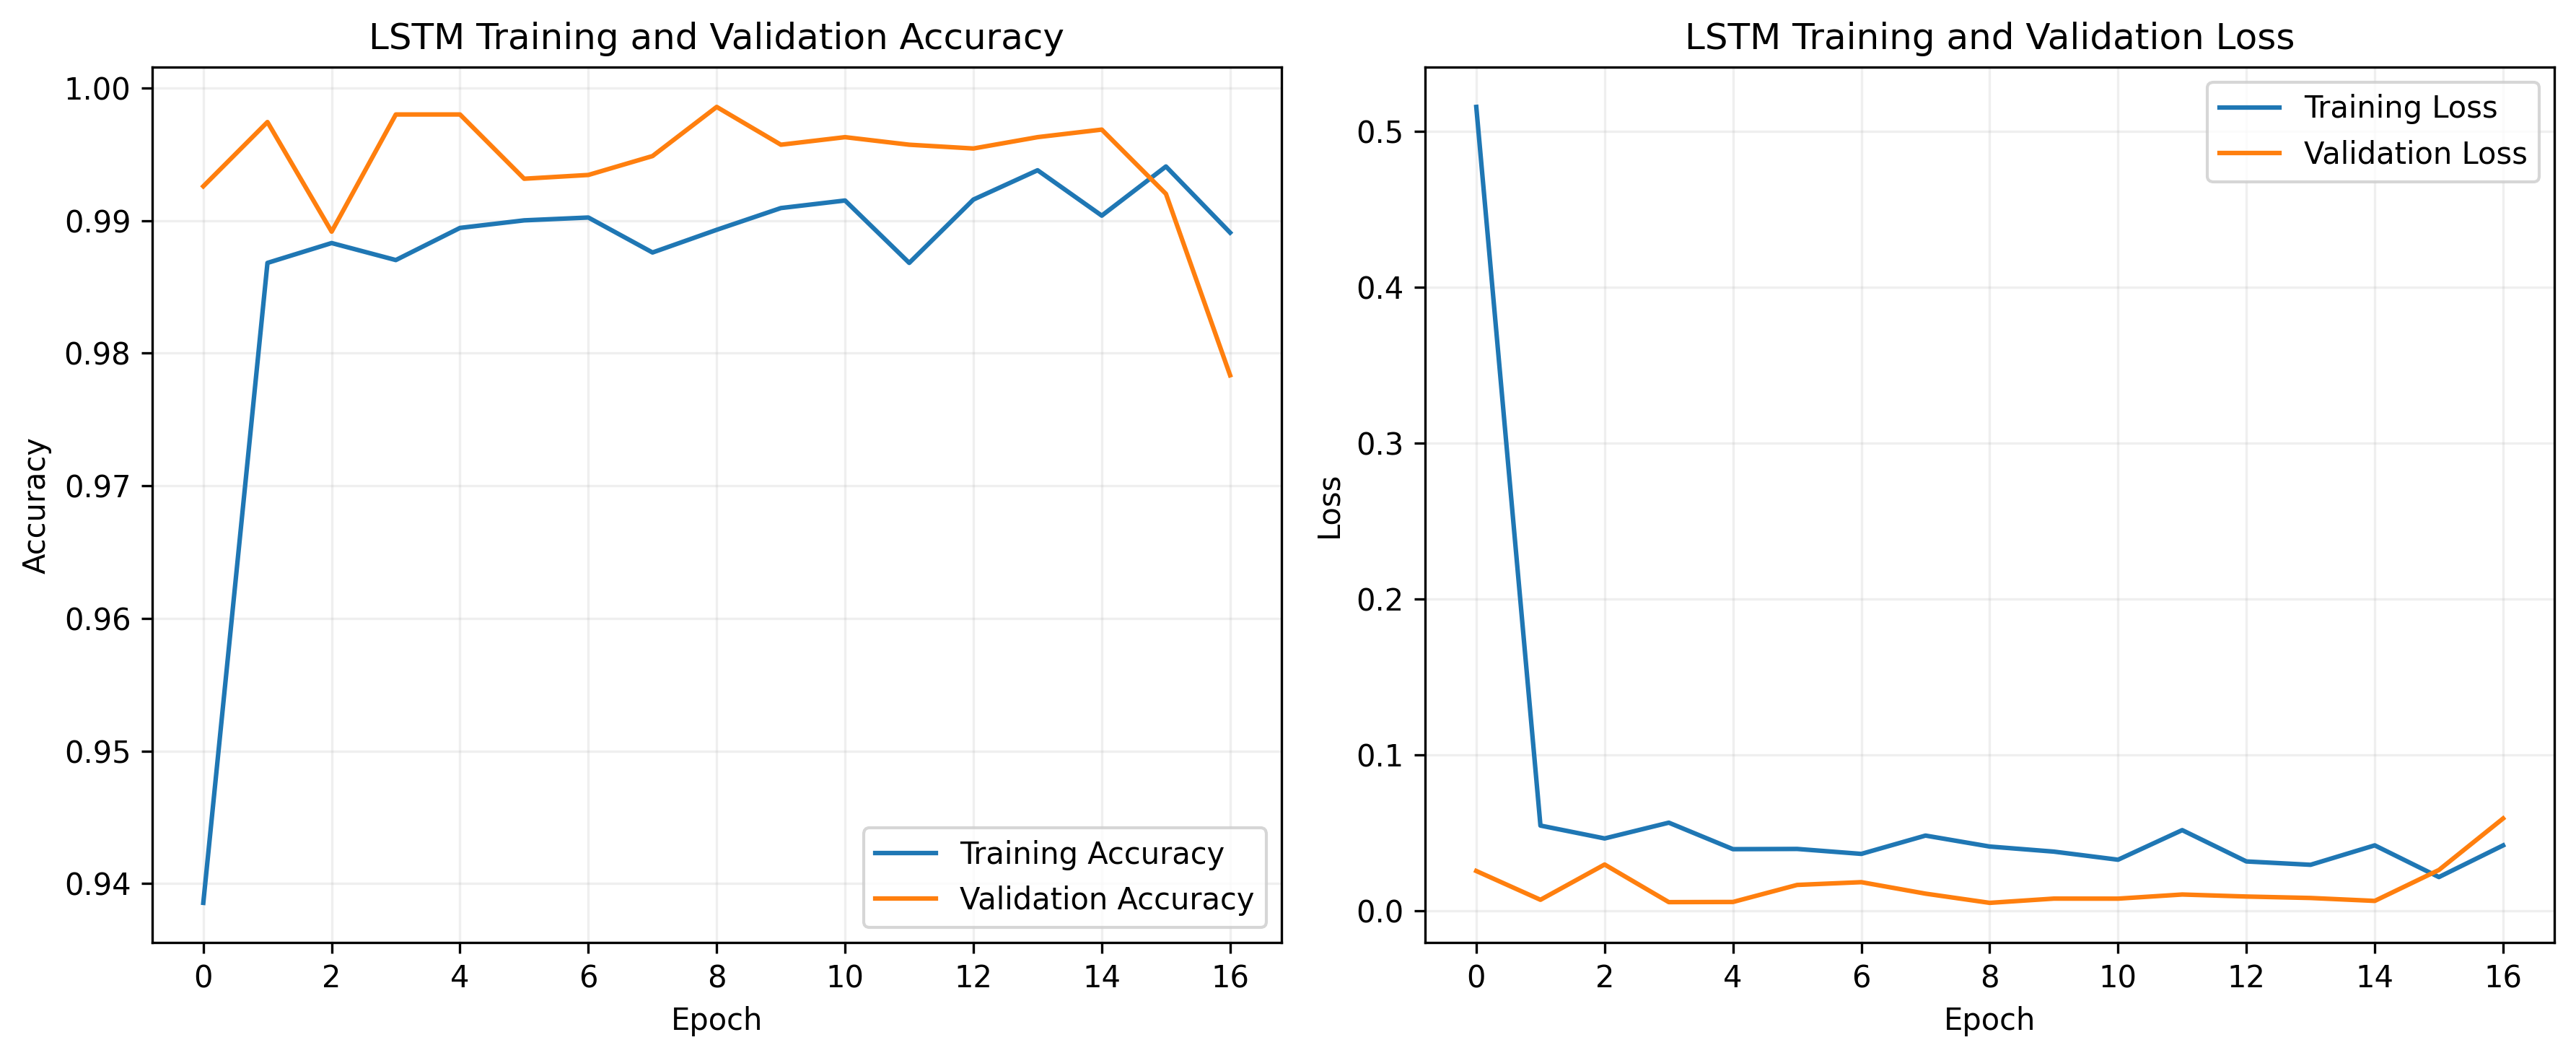 LSTM Training and Validation Accuracy
1.00
0.99
0.98
0.97
0.96
0.95
0.94
Accuracy
Training Accuracy
Validation Accuracy
0 2 4 6 8 10 12 14 16
Epoch
LSTM Training and Validation Loss
Training Loss
Validation Loss
0.5
0.4
0.3
0.2
0.1
0.0
Loss
0 2 4 6 8 10 12 14 16
Epoch